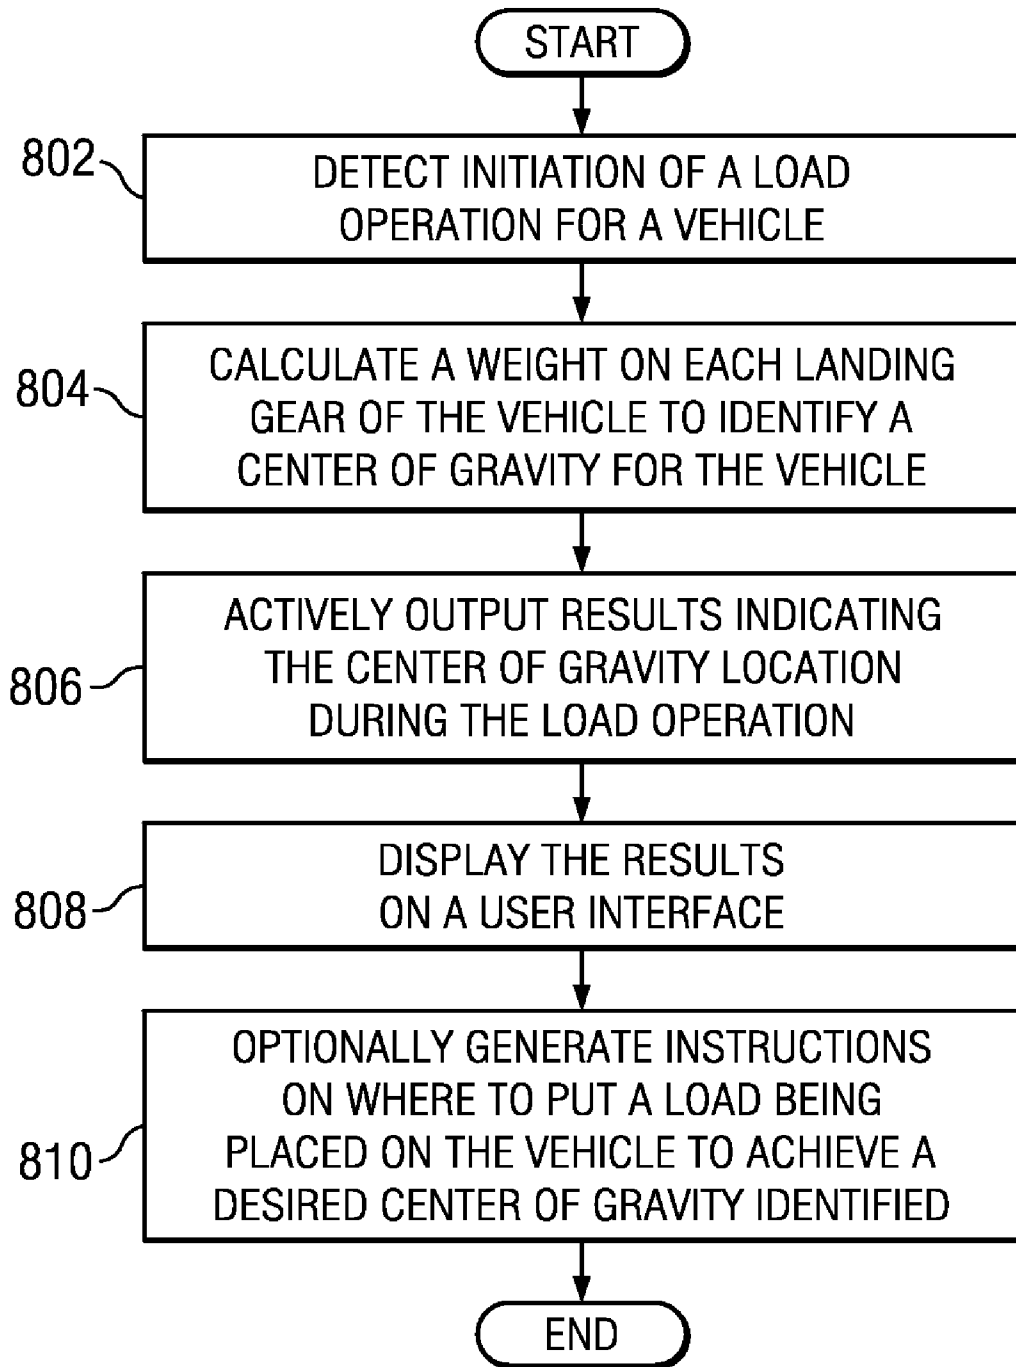 START
802
DETECT INITIATION OF A LOAD
OPERATION FOR A VEHICLE
804
CALCULATE A WEIGHT ON EACH LANDING
GEAR OF THE VEHICLE TO IDENTIFY A
CENTER OF GRAVITY FOR THE VEHICLE
806
ACTIVELY OUTPUT RESULTS INDICATING
THE CENTER OF GRAVITY LOCATION
DURING THE LOAD OPERATION
808
DISPLAY THE RESULTS
ON A USER INTERFACE
810
OPTIONALLY GENERATE INSTRUCTIONS
ON WHERE TO PUT A LOAD BEING
PLACED ON THE VEHICLE TO ACHIEVE A
DESIRED CENTER OF GRAVITY IDENTIFIED
END